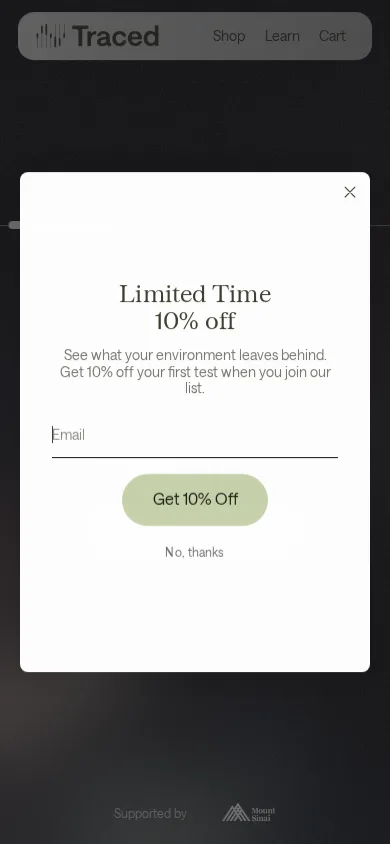 Traced
Shop Learn Cart
Limited Time
10% off
See what your environment leaves behind.
Get 10% off your first test when you join our
list.
Email
Get 10% Off
No, thanks
Supported by
Mount
Sinai